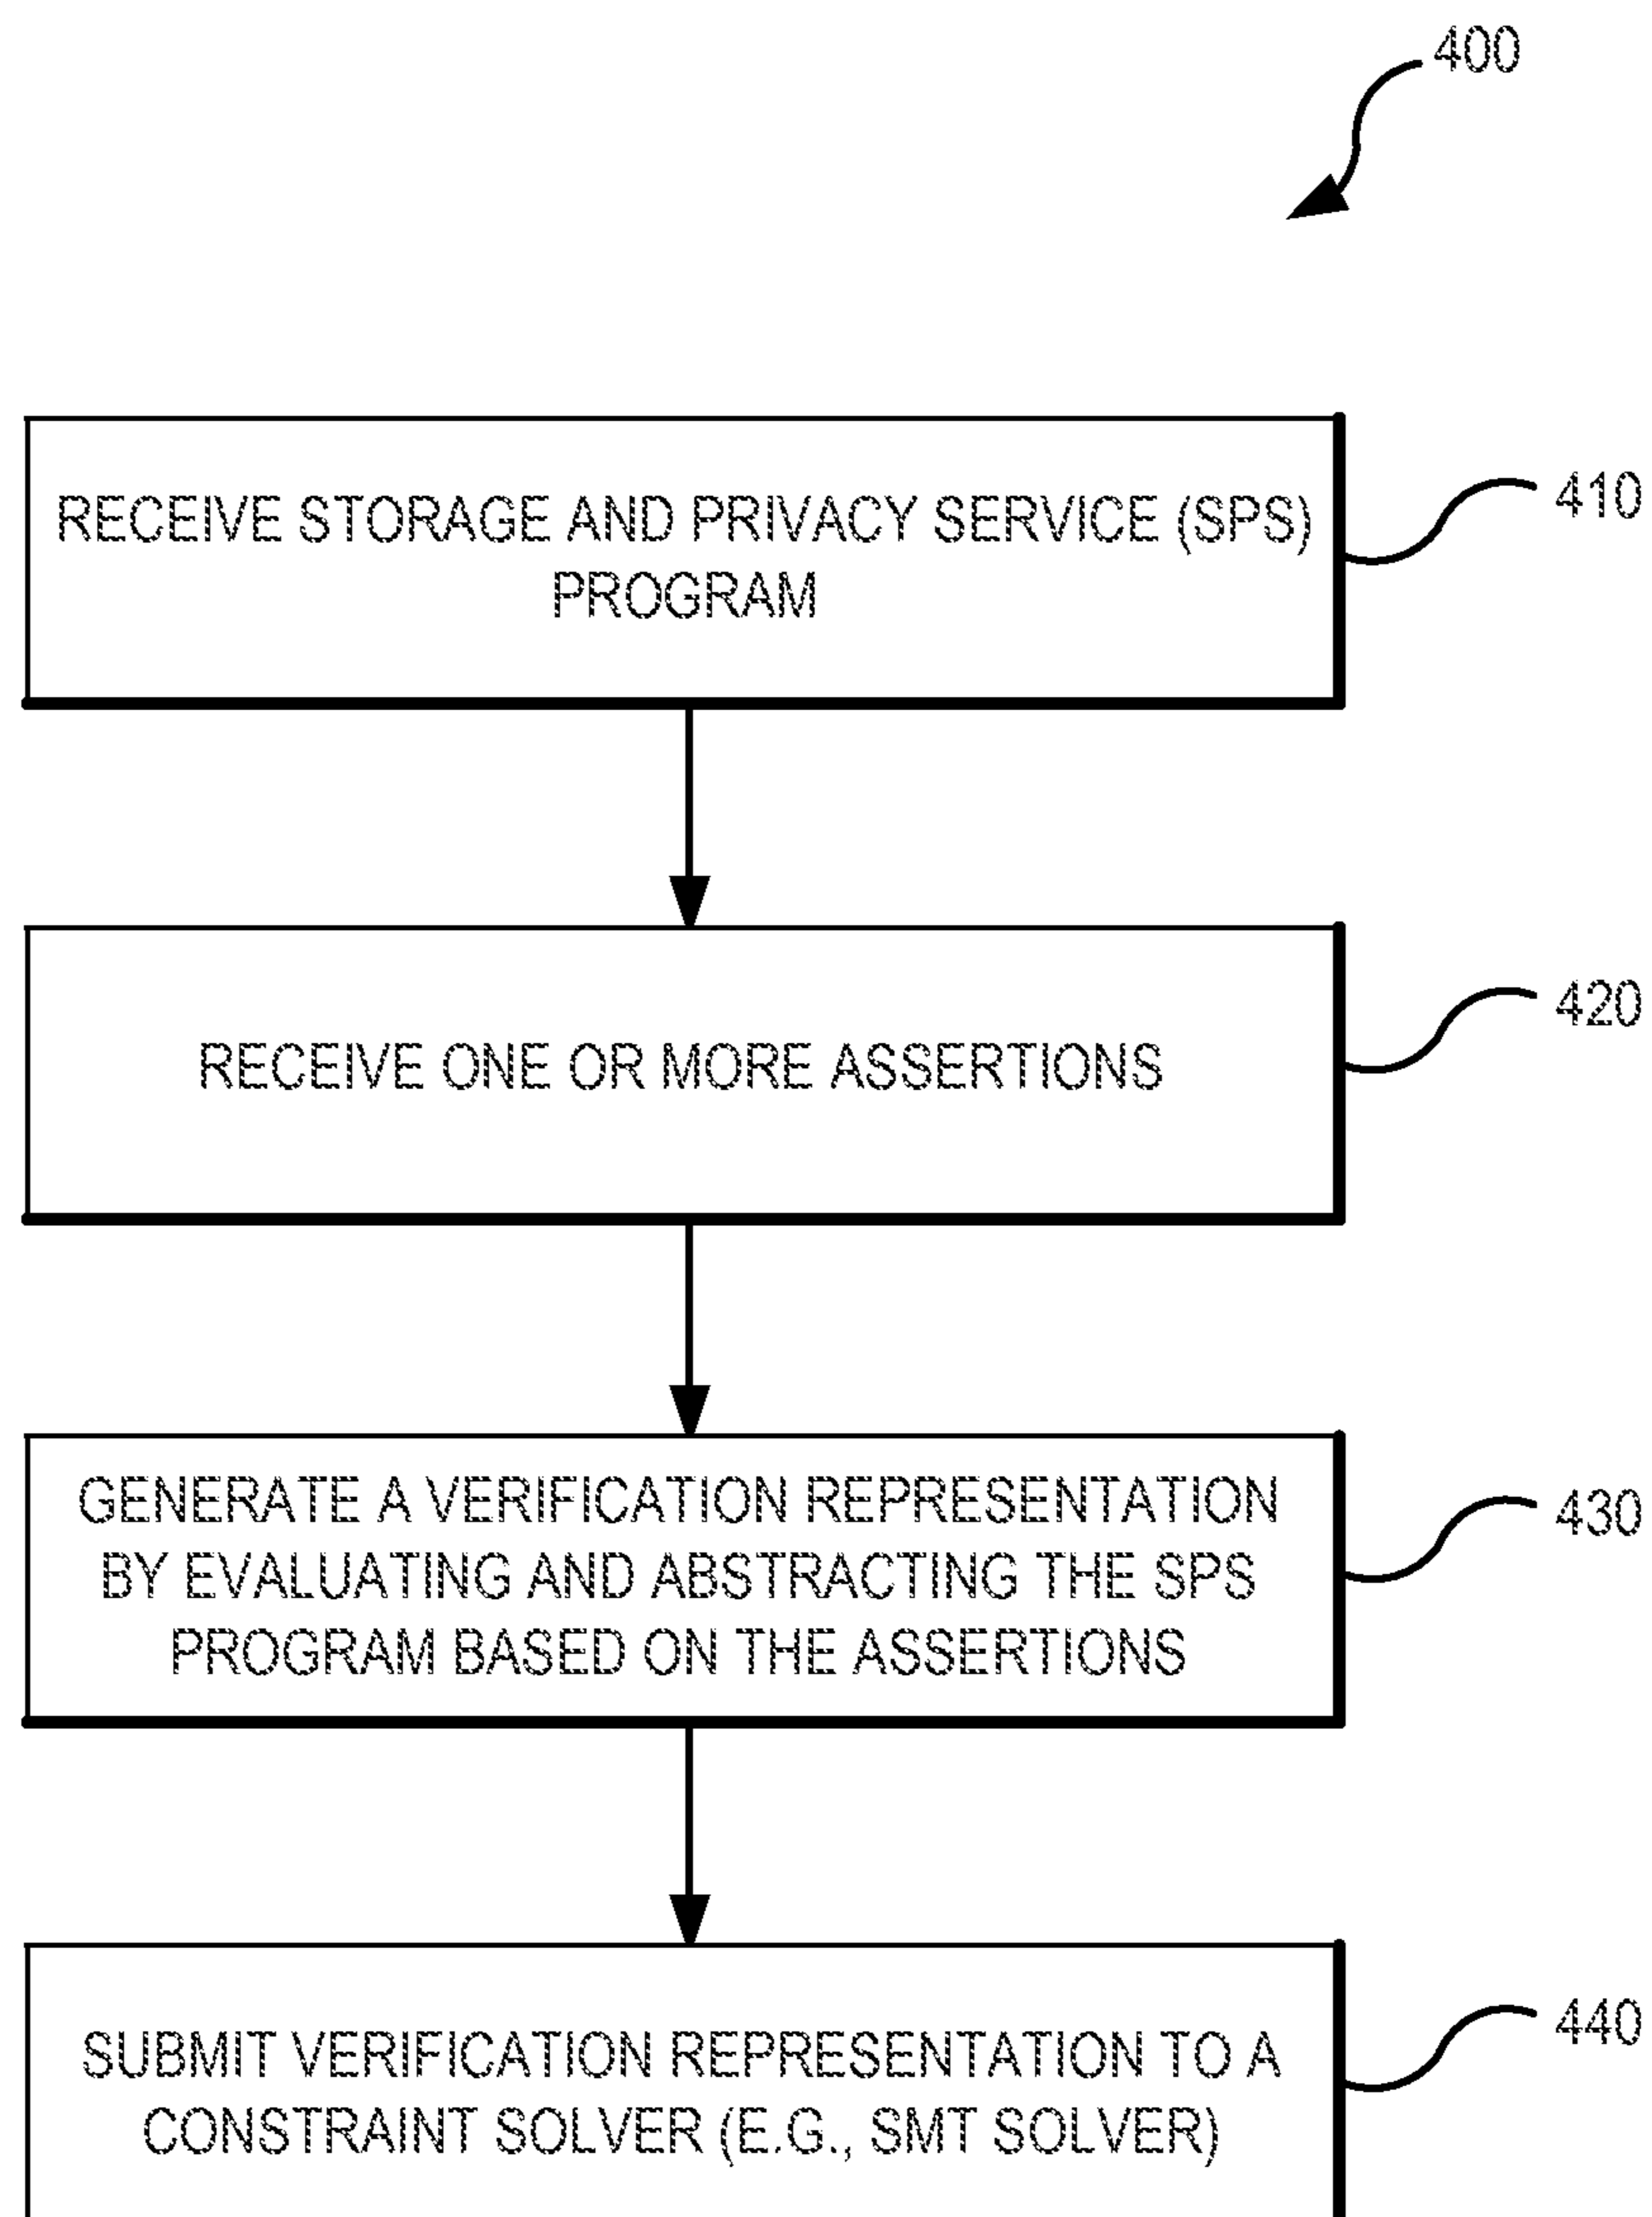 400
RECEIVE STORAGE AND PRIVACY SERVICE (SPS)
PROGRAM
410
RECEIVE ONE OR MORE ASSERTIONS
420
GENERATE A VERIFICATION REPRESENTATION
BY EVALUATING AND ABSTRACTING THE SPS
PROGRAM BASED ON THE ASSERTIONS
430
SUBMIT VERIFICATION REPRESENTATION TO A
CONSTRAINT SOLVER (E.G., SMT SOLVER)
440